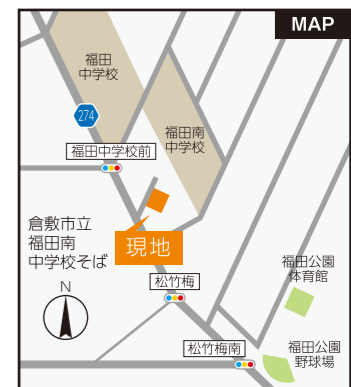 MAP
福田
中学校
274
福田南
中学校
福田中学校前
倉敷市立
福田南
中学校そば
現地
福田公園
体育館
松竹梅
N
松竹梅南
福田公園
野球場